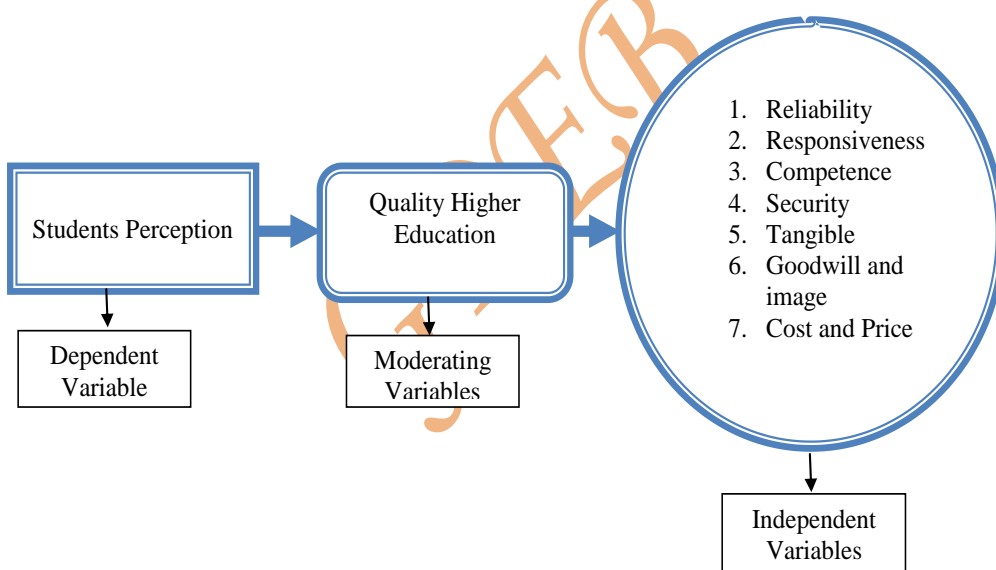 Students Perception
Quality Higher
Education
1. Reliability
2. Responsiveness
3. Competence
4. Security
5. Tangible
6. Goodwill and
image
7. Cost and Price
Dependent
Variable
Moderating
Variables
Independent
Variables